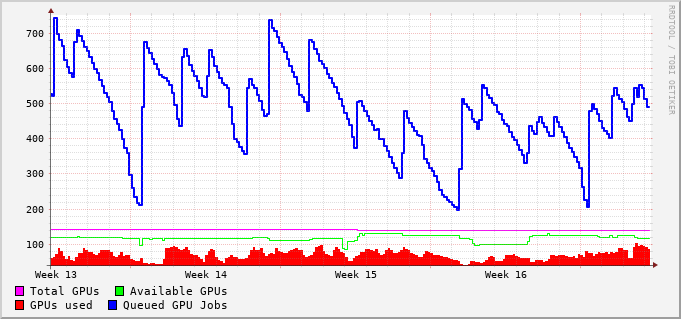 700
600
500
400
300
200
100
Week 13 Week 14 Week 15 Week 16
Total GPUs Available GPUs
GPUs used Queued GPU Jobs
RRDTOOL / TOBI OETIKER